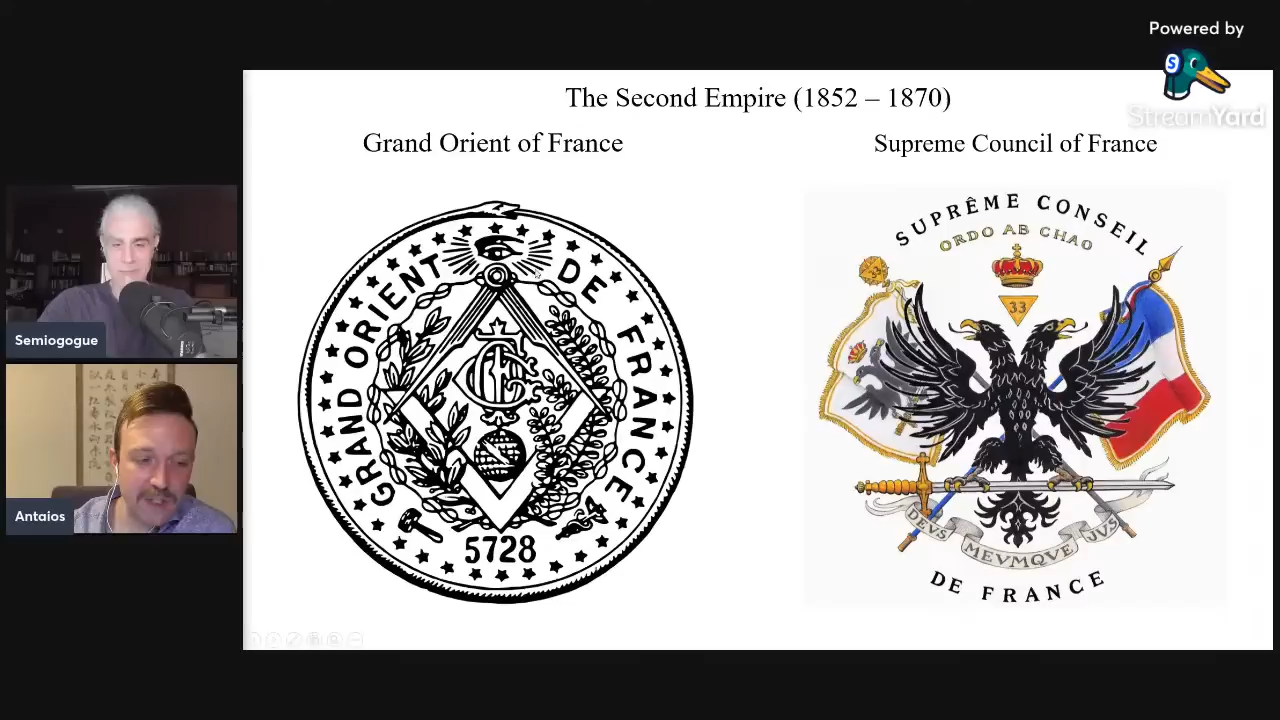 Powered by
StreamYard
The Second Empire (1852 – 1870)
Grand Orient of France
Supreme Council of France
GRAND ORIENT DE FRANCE
5728
SUPRÊME CONSEIL
ORDO AB CHAO
33
33
DEVS MEVMQVE JVS
DE FRANCE
Semiogogue
Antaios